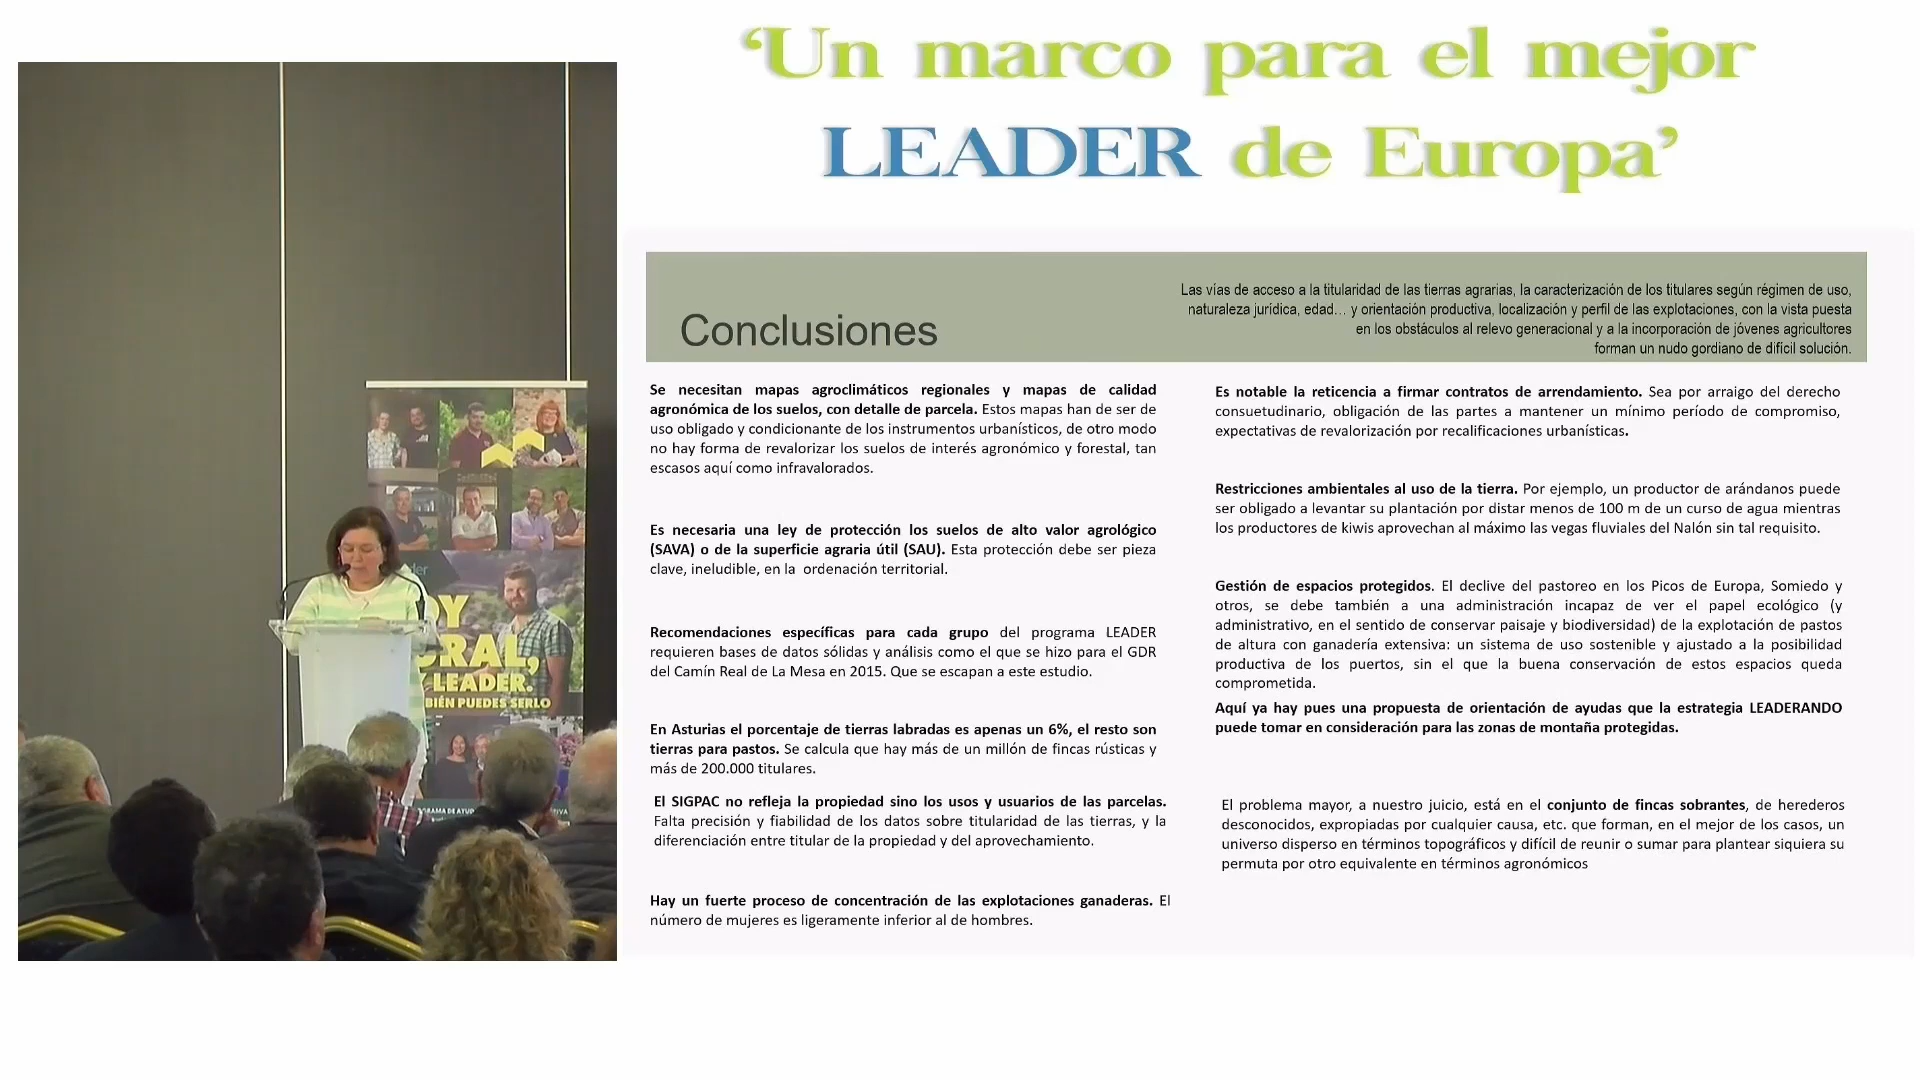 ‘Un marco para el mejor
LEADER de Europa’
Conclusiones
Las vías de acceso a la titularidad de las tierras agrarias, la caracterización de los titulares según régimen de uso,
naturaleza jurídica, edad… y orientación productiva, localización y perfil de las explotaciones, con la vista puesta
en los obstáculos al relevo generacional y a la incorporación de jóvenes agricultores
forman un nudo gordiano de difícil solución.
Se necesitan mapas agroclimáticos regionales y mapas de calidad
agronómica de los suelos, con detalle de parcela. Estos mapas han de ser de
uso obligado y condicionante de los instrumentos urbanísticos, de otro modo
no hay forma de revalorizar los suelos de interés agronómico y forestal, tan
escasos aquí como infravalorados.
Es necesaria una ley de protección los suelos de alto valor agrológico
(SAVA) o de la superficie agraria útil (SAU). Esta protección debe ser pieza
clave, ineludible, en la ordenación territorial.
Recomendaciones específicas para cada grupo del programa LEADER
requieren bases de datos sólidas y análisis como el que se hizo para el GDR
del Camín Real de La Mesa en 2015. Que se escapan a este estudio.
En Asturias el porcentaje de tierras labradas es apenas un 6%, el resto son
tierras para pastos. Se calcula que hay más de un millón de fincas rústicas y
más de 200.000 titulares.
El SIGPAC no refleja la propiedad sino los usos y usuarios de las parcelas.
Falta precisión y fiabilidad de los datos sobre titularidad de las tierras, y la
diferenciación entre titular de la propiedad y del aprovechamiento.
Hay un fuerte proceso de concentración de las explotaciones ganaderas. El
número de mujeres es ligeramente inferior al de hombres.
Es notable la reticencia a firmar contratos de arrendamiento. Sea por arraigo del derecho
consuetudinario, obligación de las partes a mantener un mínimo período de compromiso,
expectativas de revalorización por recalificaciones urbanísticas.
Restricciones ambientales al uso de la tierra. Por ejemplo, un productor de arándanos puede
ser obligado a levantar su plantación por distar menos de 100 m de un curso de agua mientras
los productores de kiwis aprovechan al máximo las vegas fluviales del Nalón sin tal requisito.
Gestión de espacios protegidos. El declive del pastoreo en los Picos de Europa, Somiedo y
otros, se debe también a una administración incapaz de ver el papel ecológico (y
administrativo, en el sentido de conservar paisaje y biodiversidad) de la explotación de pastos
de altura con ganadería extensiva: un sistema de uso sostenible y ajustado a la posibilidad
productiva de los puertos, sin el que la buena conservación de estos espacios queda
comprometida.
Aquí ya hay pues una propuesta de orientación de ayudas que la estrategia LEADERANDO
puede tomar en consideración para las zonas de montaña protegidas.
El problema mayor, a nuestro juicio, está en el conjunto de fincas sobrantes, de herederos
desconocidos, expropiadas por cualquier causa, etc. que forman, en el mejor de los casos, un
universo disperso en términos topográficos y difícil de reunir o sumar para plantear siquiera su
permuta por otro equivalente en términos agronómicos
OY
RAL,
Y LEADER.
BIÉN PUEDES SERLO